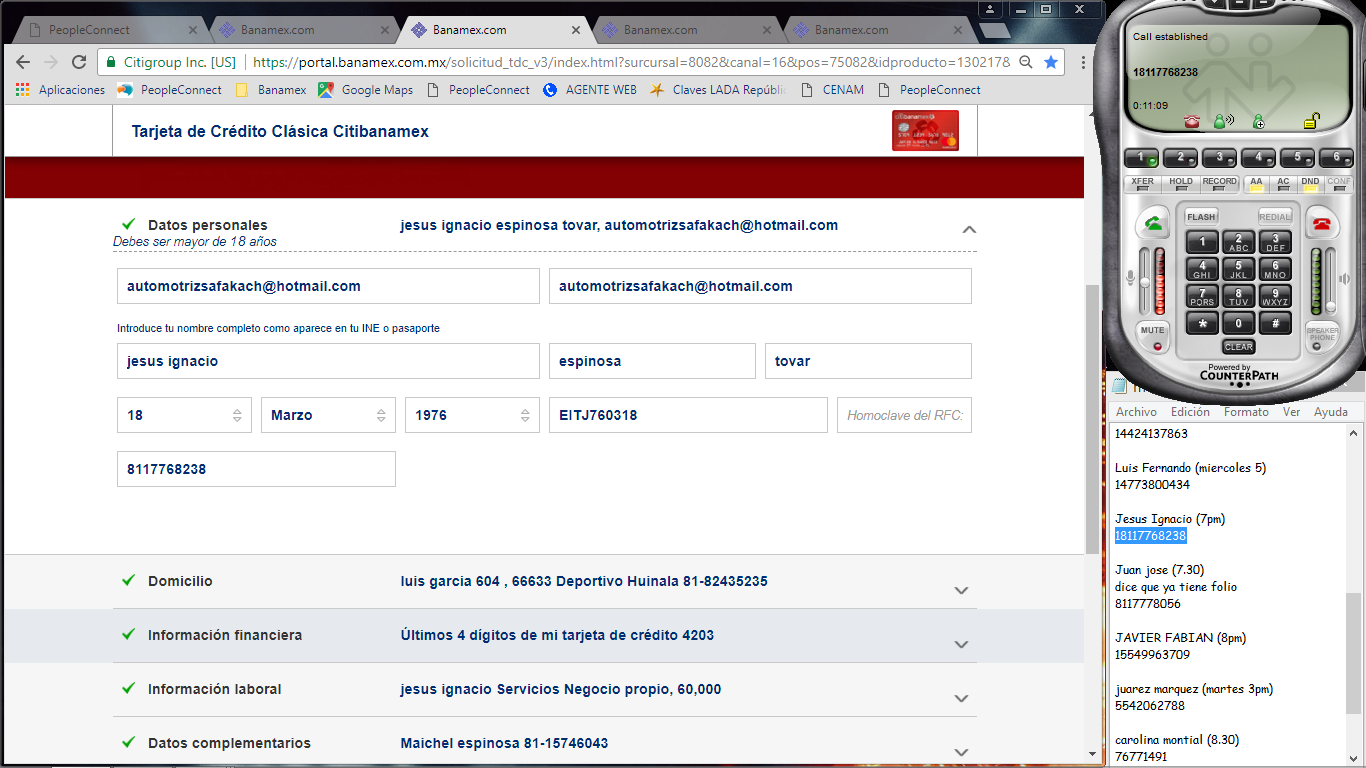 PeopleConnect
Banamex.com
Banamex.com
Banamex.com
Banamex.com
Citigroup Inc. [US]
https://portal.banamex.com.mx/solicitud_tdc_v3/index.html?sursursal=8082&canal=16&pos=75082&idproducto=1302178
Aplicaciones
PeopleConnect
Banamex
Google Maps
PeopleConnect
AGENTE WEB
Claves LADA Repúblic
CENAM
PeopleConnect
Tarjeta de Crédito Clásica Citibanamex
Datos personales
jesus ignacio espinosa tovar, automotrizsafakach@hotmail.com
Debes ser mayor de 18 años
automotrizsafakach@hotmail.com
automotrizsafakach@hotmail.com
Introduce tu nombre completo como aparece en tu INE o pasaporte
jesus ignacio
espinosa
tovar
18
Marzo
1976
EITJ760318
Homoclave del RFC:
8117768238
Domicilio
luis garcia 604 , 66633 Deportivo Huinala 81-82435235
Información financiera
Últimos 4 dígitos de mi tarjeta de crédito 4203
Información laboral
jesus ignacio Servicios Negocio propio, 60,000
Datos complementarios
Maichel espinosa 81-15746043
Call established
18117768238
0:11:09
1 2 3 4 5 6
XFER HOLD RECORD AA AC DND CONF
FLASH
REDIAL
1
2 ABC
3 DEF
4 GHI
5 JKL
6 MNO
7 PQRS
8 TUV
9 WXYZ
*
0
#
MUTE
SPEAKER PHONE
CLEAR
Powered by
COUNTERPATH
Archivo Edición Formato Ver Ayuda
14424137863
Luis Fernando (miercoles 5)
14773800434
Jesus Ignacio (7pm)
18117768238
Juan jose (7.30)
dice que ya tiene folio
8117778056
JAVIER FABIAN (8pm)
15549963709
juarez marquez (martes 3pm)
5542062788
carolina montial (8.30)
76771491